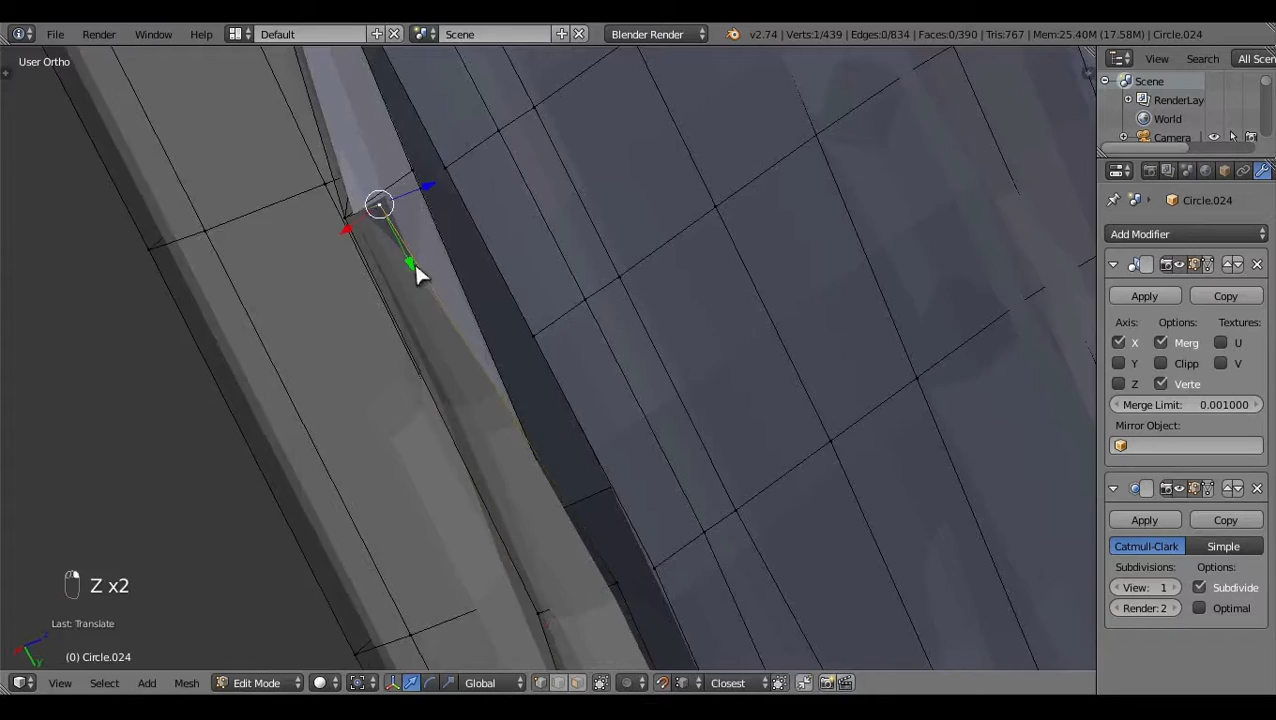 File Render Window Help Default Scene Blender Render v2.74 | Verts:1/439 | Edges:0/834 | Faces:0/390 | Tris:767 | Mem:25.40M (17.58M) | Circle.024
View Search All Scen
User Ortho
Scene
RenderLay
World
Camera
Circle.024
Add Modifier
Apply Copy
Axis: Options: Textures:
X Merg U
Y Clipp V
Z Verte
Merge Limit: 0.001000
Mirror Object:
Apply Copy
Catmull-Clark Simple
Subdivisions: Options:
View: 1 Subdivide
Render: 2 Optimal
Z x2
Last: Translate
(0) Circle.024
View Select Add Mesh Edit Mode Global Closest